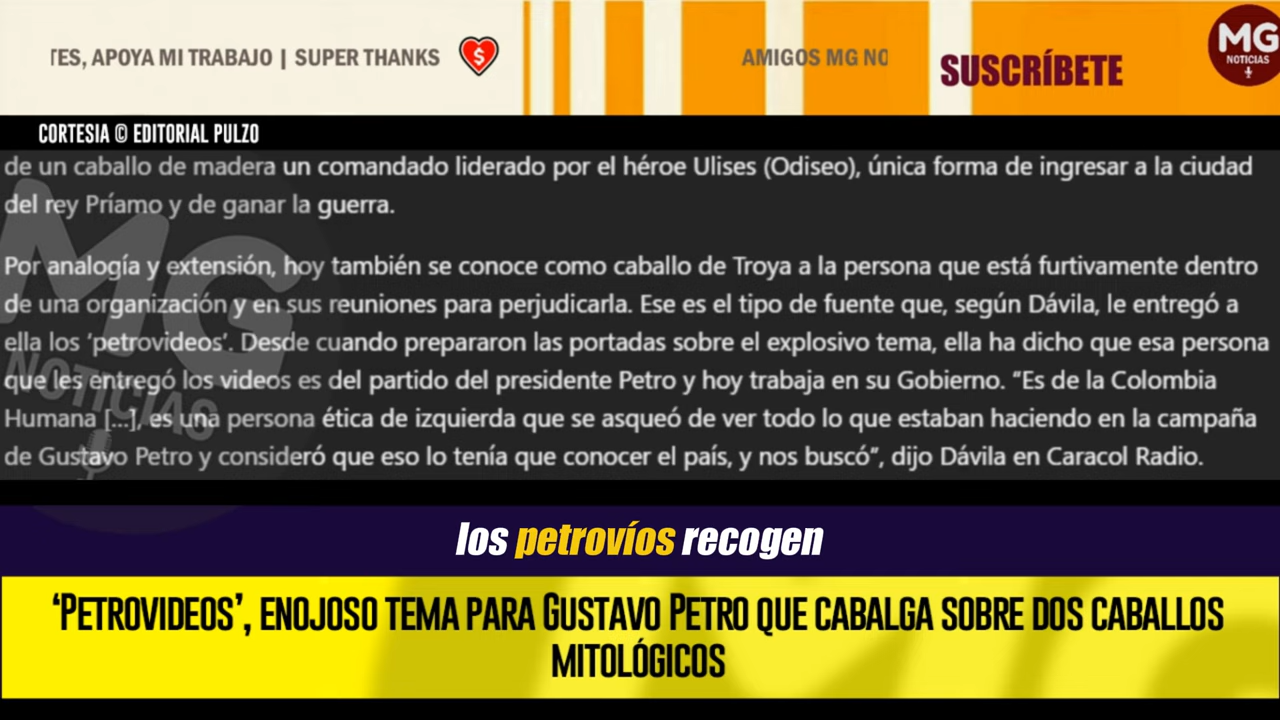 TES, APOYA MI TRABAJO | SUPER THANKS
AMIGOS MG NO
SUSCRÍBETE
MG
NOTICIAS
CORTESIA © EDITORIAL PULZO
de un caballo de madera un comandado liderado por el héroe Ulises (Odiseo), única forma de ingresar a la ciudad
del rey Príamo y de ganar la guerra.
Por analogía y extensión, hoy también se conoce como caballo de Troya a la persona que está furtivamente dentro
de una organización y en sus reuniones para perjudicarla. Ese es el tipo de fuente que, según Dávila, le entregó a
ella los ‘petrovideos’. Desde cuando prepararon las portadas sobre el explosivo tema, ella ha dicho que esa persona
que les entregó los videos es del partido del presidente Petro y hoy trabaja en su Gobierno. “Es de la Colombia
Humana [...], es una persona ética de izquierda que se asqueó de ver todo lo que estaban haciendo en la campaña
de Gustavo Petro y consideró que eso lo tenía que conocer el país, y nos buscó”, dijo Dávila en Caracol Radio.
MG
NOTICIAS
los petrovíos recogen
‘PETROVIDEOS’, ENOJOSO TEMA PARA GUSTAVO PETRO QUE CABALGA SOBRE DOS CABALLOS
MITOLÓGICOS